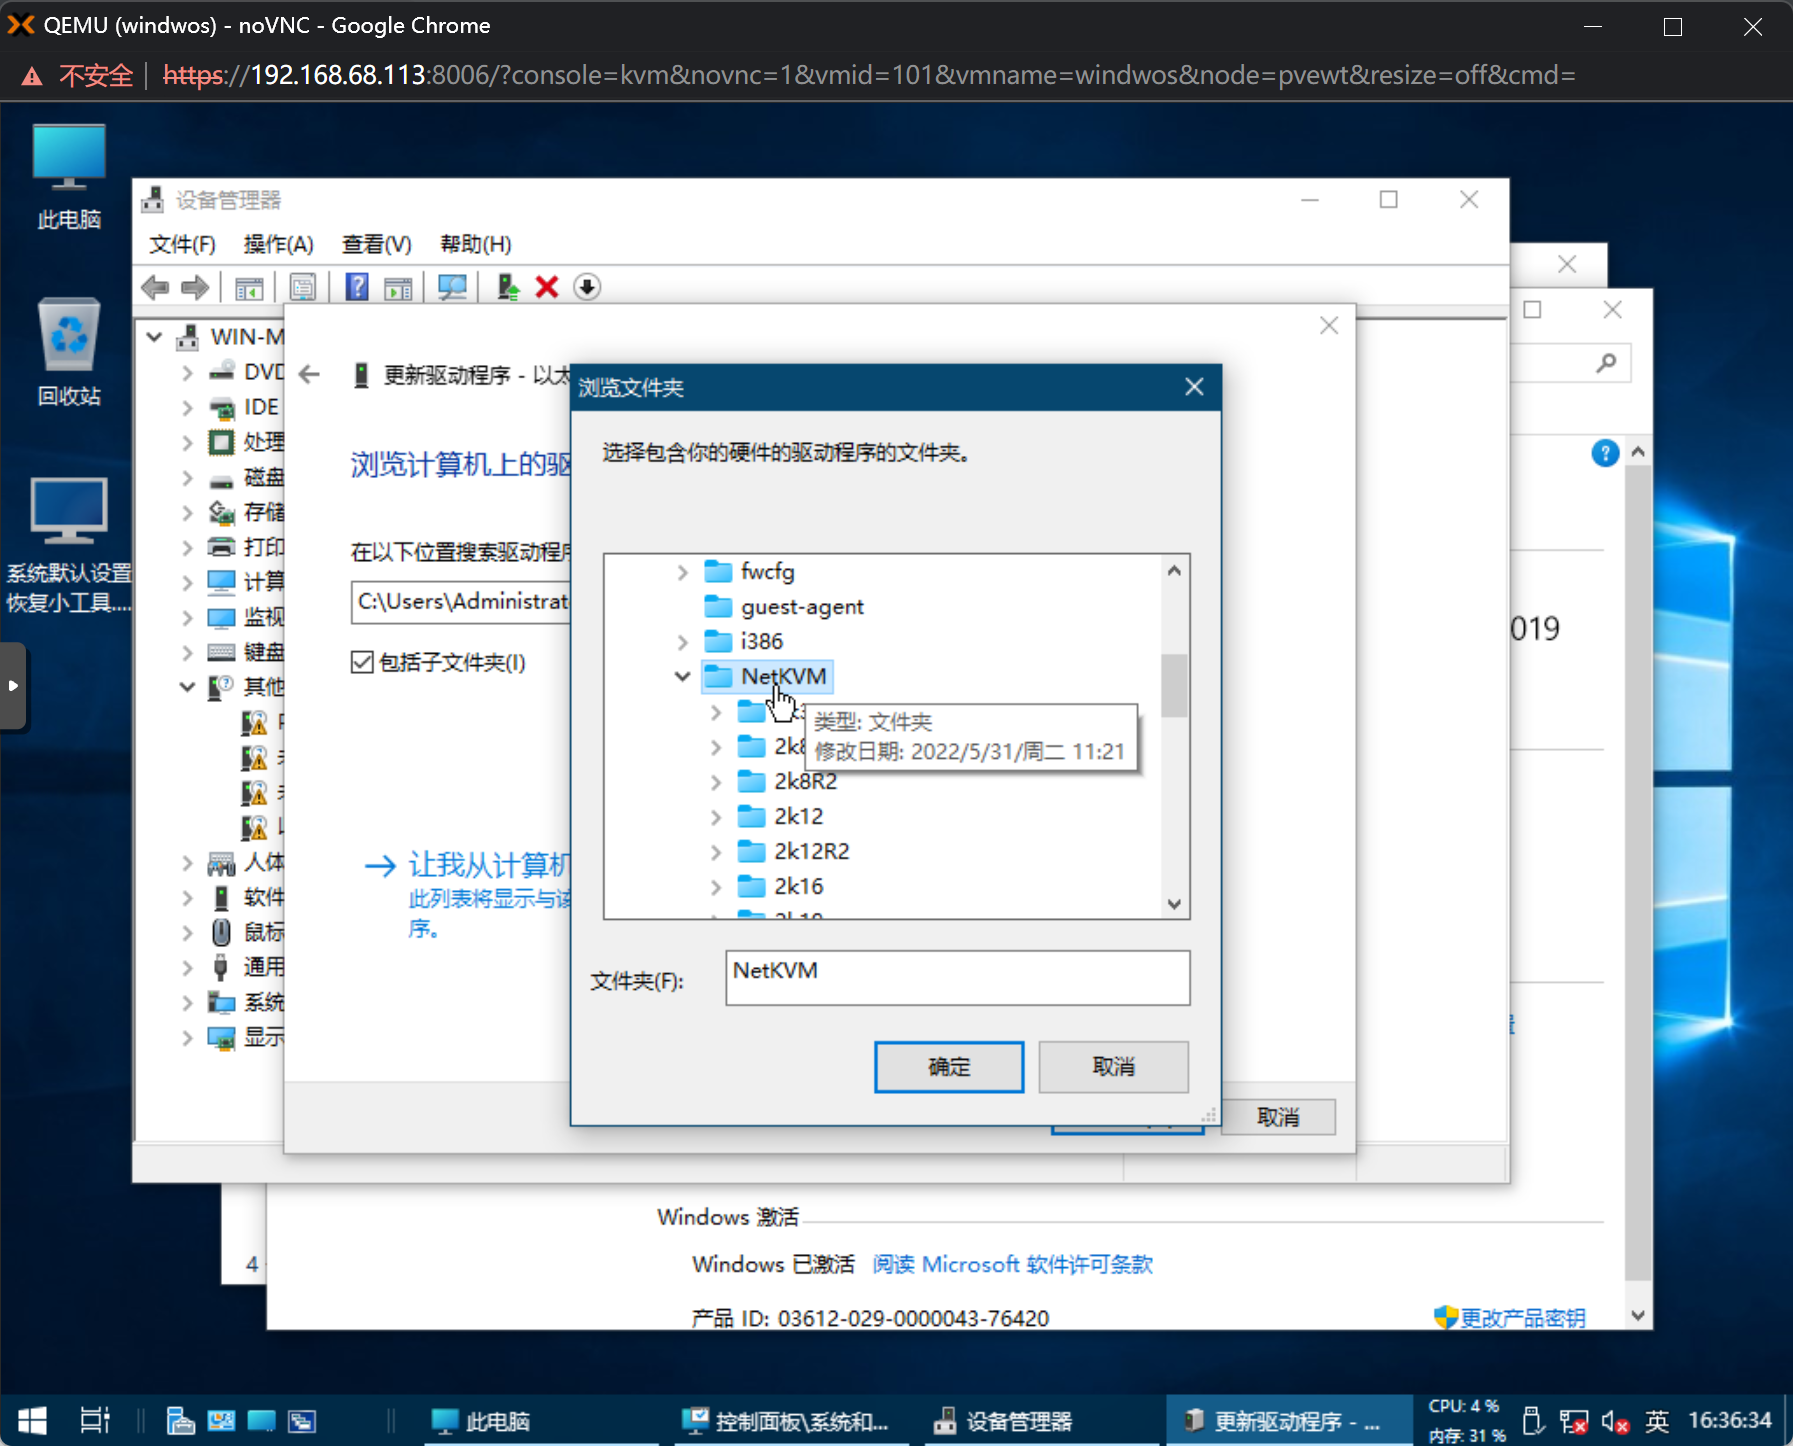 QEMU (windwos) - noVNC - Google Chrome
不安全 https://192.168.68.113:8006/?console=kvm&novnc=1&vmid=101&vmname=windwos&node=pvewt&resize=off&cmd=
此电脑
回收站
系统默认设置
恢复小工具....
设备管理器
文件(F) 操作(A) 查看(V) 帮助(H)
WIN-M
DVD
IDE
处理
磁盘
存储
打印
计算
监视
键盘
其他
人体
软件
鼠标
通用
系统
显示
更新驱动程序 - 以太
浏览计算机上的驱
在以下位置搜索驱动程序
C:\Users\Administrat
包括子文件夹(I)
让我从计算机
此列表将显示与该
序。
取消
浏览文件夹
选择包含你的硬件的驱动程序的文件夹。
fwcfg
guest-agent
i386
NetKVM
类型: 文件夹
修改日期: 2022/5/31/周二 11:21
2k8R2
2k12
2k12R2
2k16
文件夹(F): NetKVM
确定 取消
019
4
Windows 激活
Windows 已激活 阅读 Microsoft 软件许可条款
产品 ID: 03612-029-0000043-76420
更改产品密钥
此电脑 控制面板\系统和... 设备管理器 更新驱动程序 - ...
CPU: 4 %
内存: 31 %
英 16:36:34